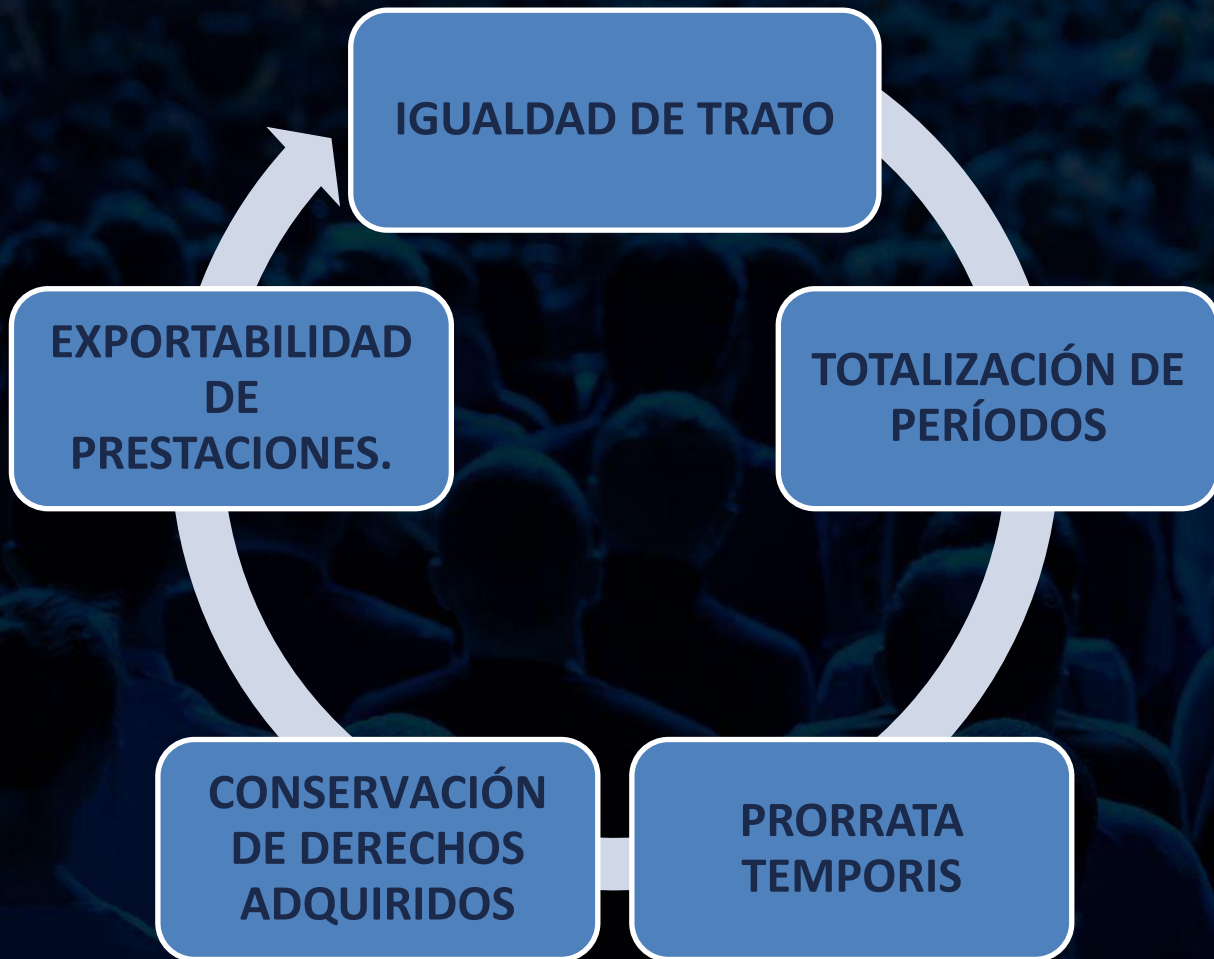 IGUALDAD DE TRATO
TOTALIZACIÓN DE
PERÍODOS
PRORRATA
TEMPORIS
CONSERVACIÓN
DE DERECHOS
ADQUIRIDOS
EXPORTABILIDAD
DE
PRESTACIONES.